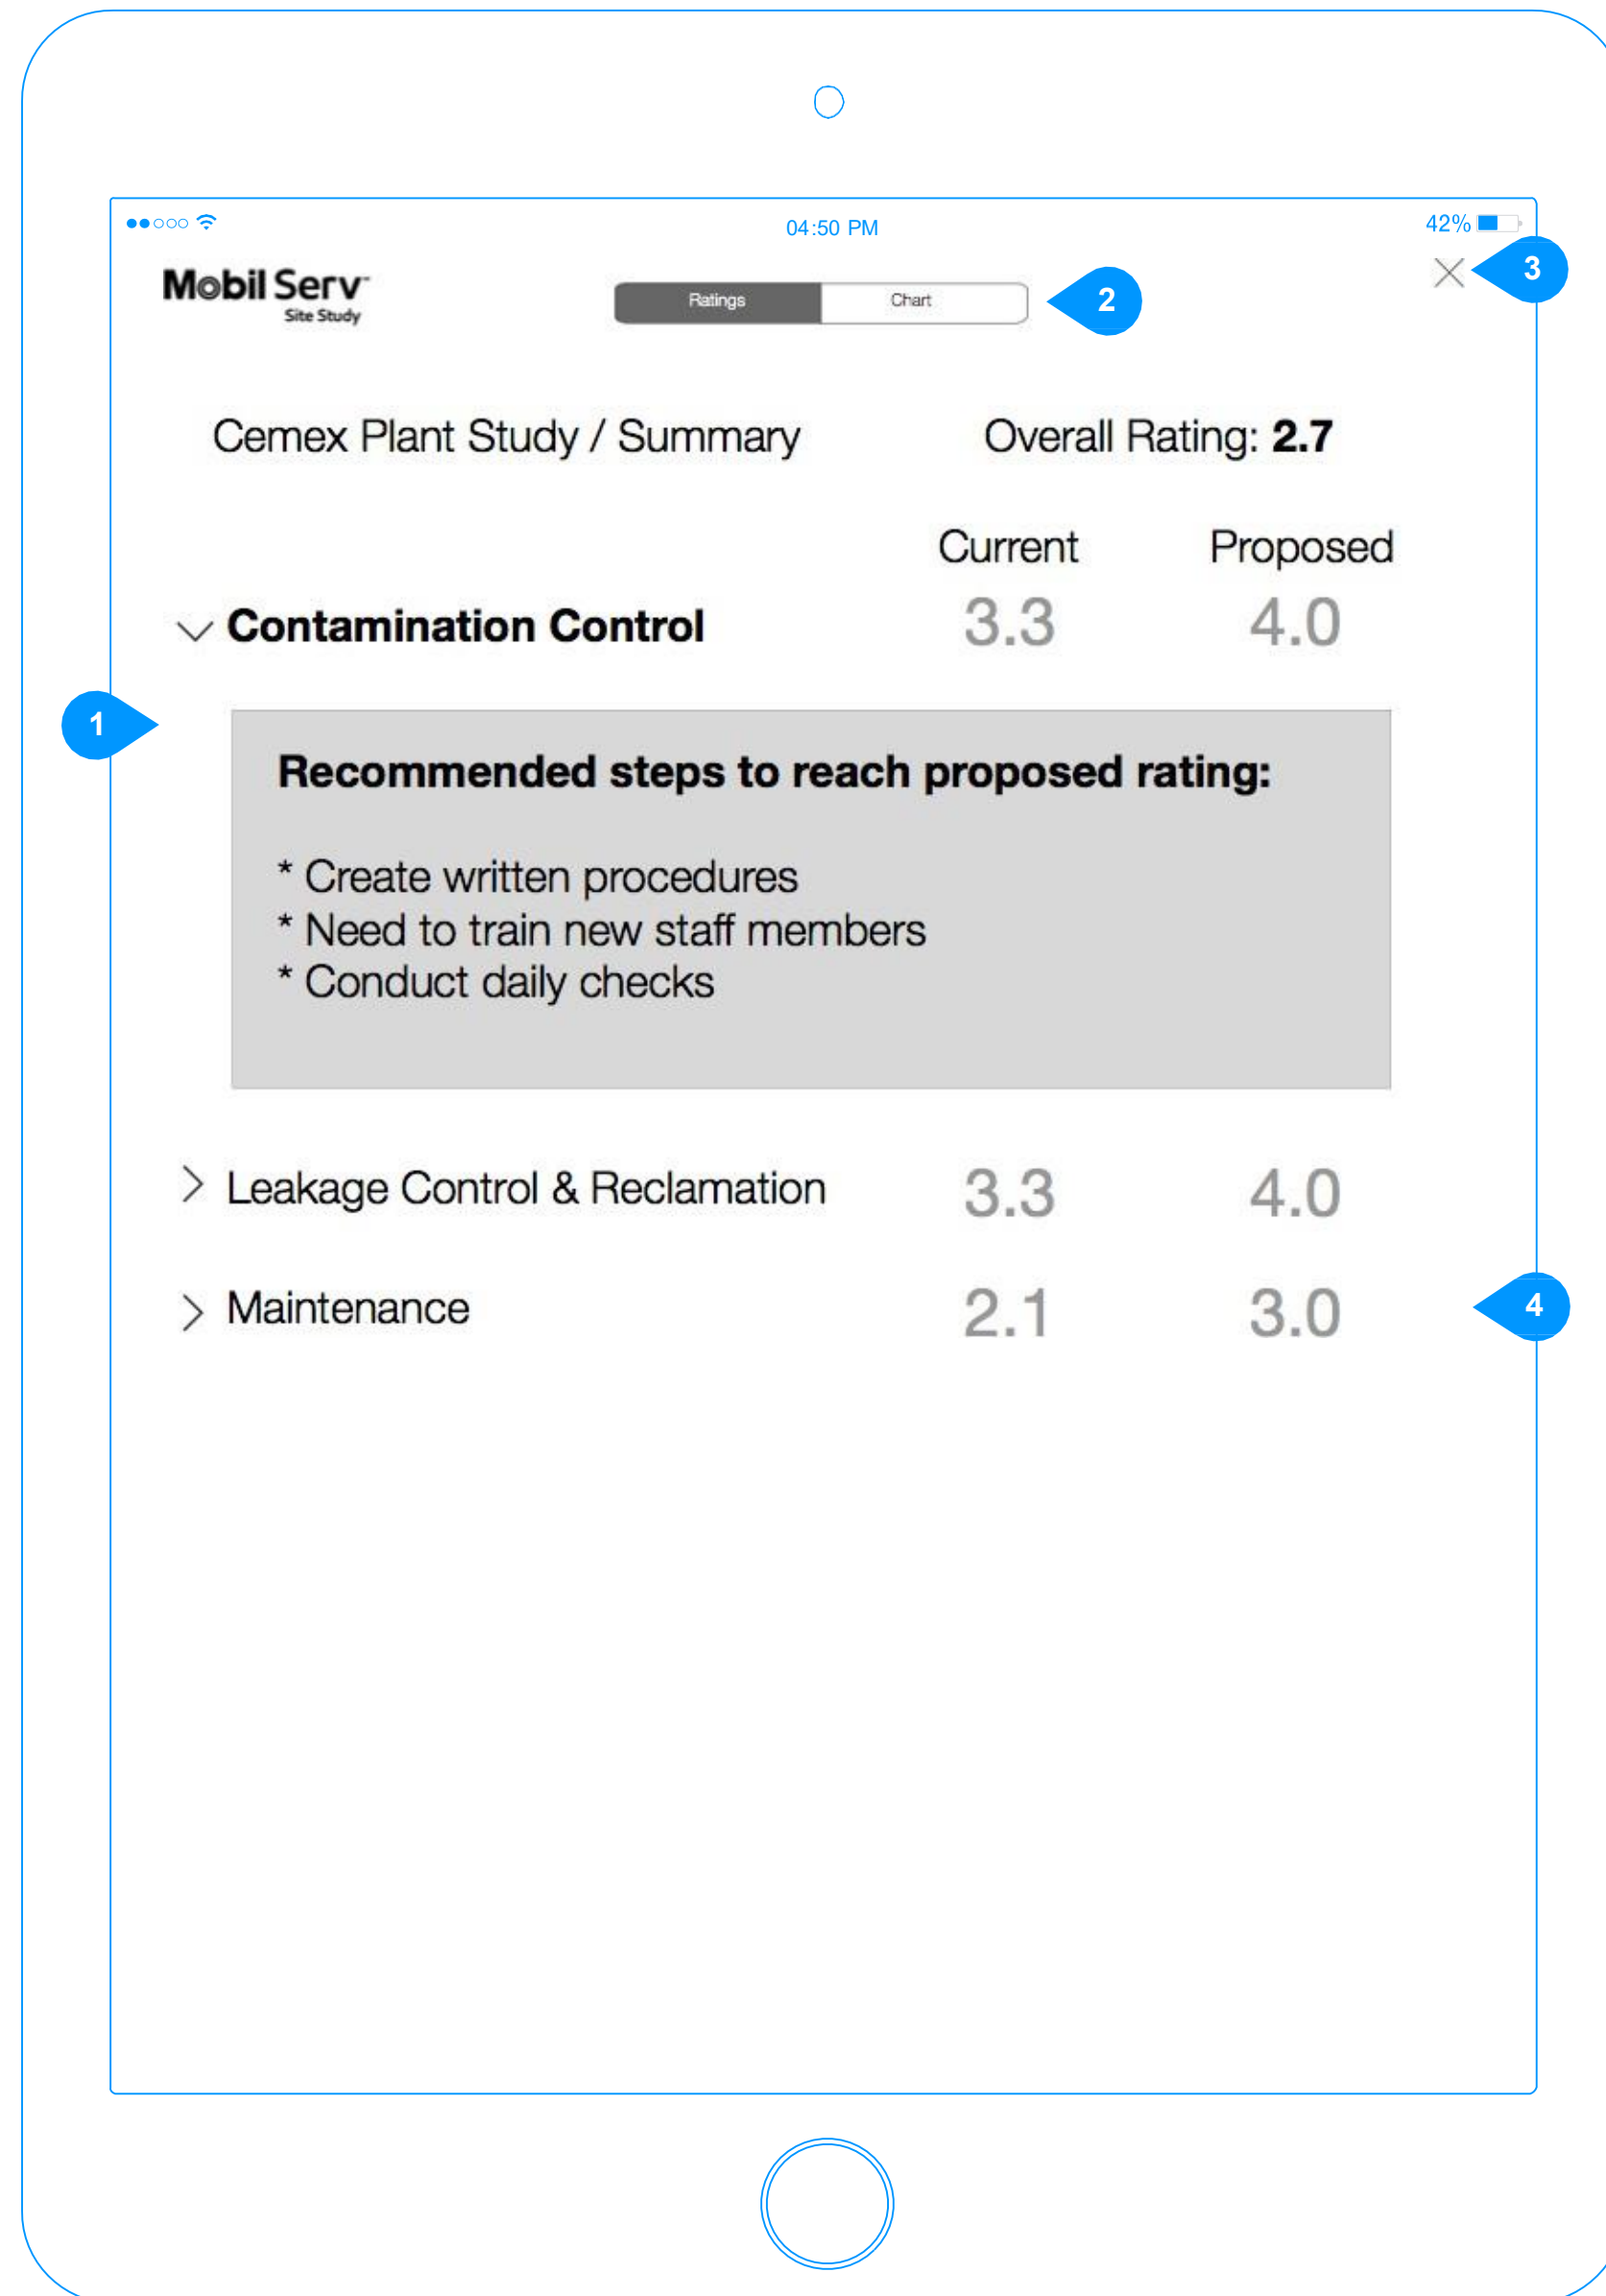 04:50 PM
42%
Mobil Serv™
Site Study
Ratings
Chart
2
3
Cemex Plant Study / Summary
Overall Rating: 2.7
Current
Proposed
Contamination Control
3.3
4.0
1
Recommended steps to reach proposed rating:
* Create written procedures
* Need to train new staff members
* Conduct daily checks
Leakage Control & Reclamation
3.3
4.0
Maintenance
2.1
3.0
4